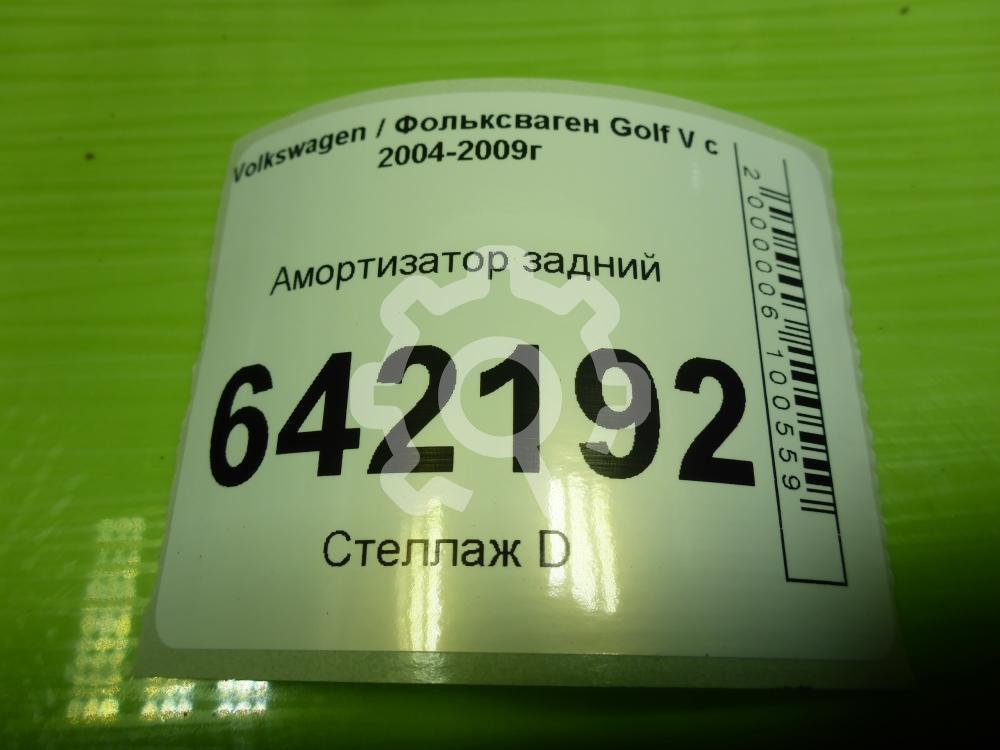 Volkswagen / Фольксваген Golf V с
2004-2009г
Амортизатор задний
642192
Стеллаж D
2000006100559